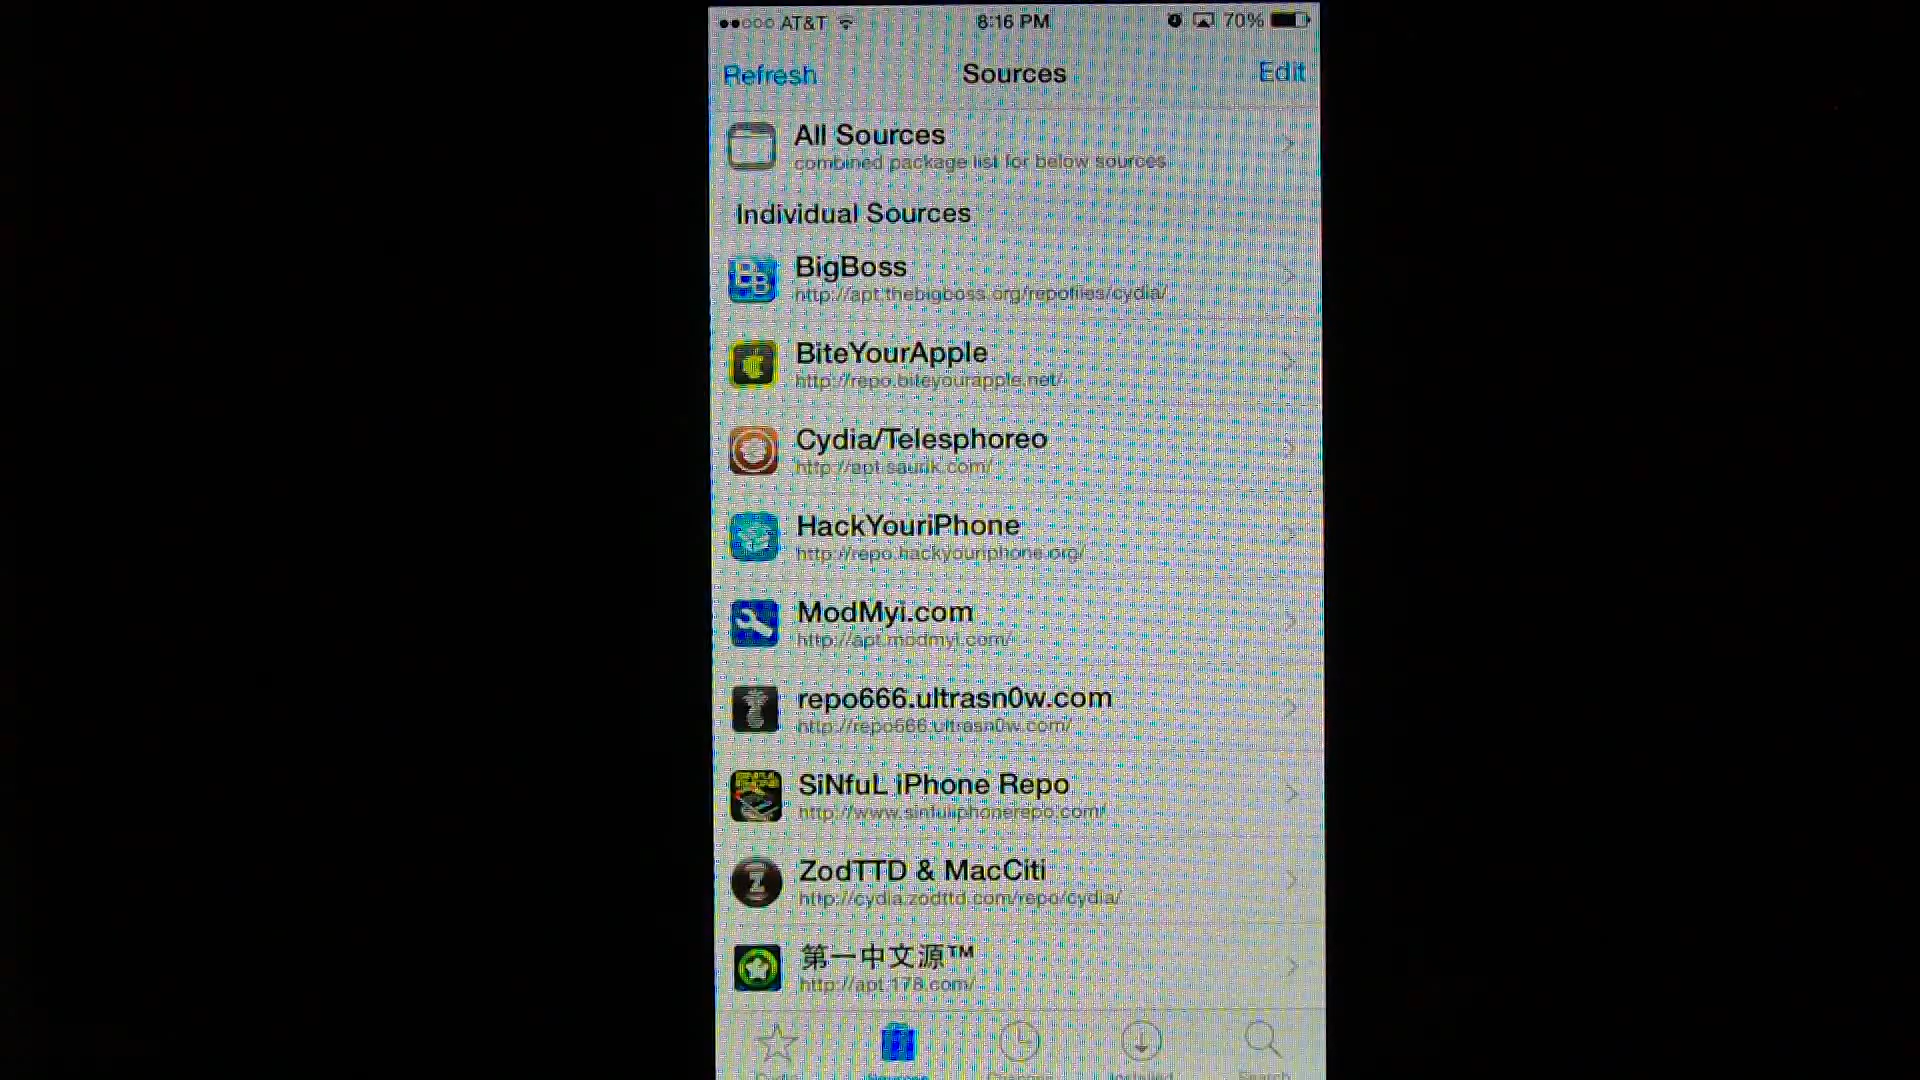 AT&T 8:16 PM 70%
Refresh Sources Edit
All Sources
combined package list for below sources
Individual Sources
BigBoss
http://apt.thebigboss.org/repofiles/cydia/
BiteYourApple
http://repo.biteyourapple.net/
Cydia/Telesphoreo
http://apt.saurik.com/
HackYouriPhone
http://repo.hackyouriphone.org/
ModMyi.com
http://apt.modmyi.com/
repo666.ultrasn0w.com
http://repo666.ultrasn0w.com/
SiNfuL iPhone Repo
http://www.sinfuliphonerepo.com/
ZodTTD & MacCiti
http://cydia.zodttd.com/repo/cydia/
第一中文源™
http://apt.178.com/